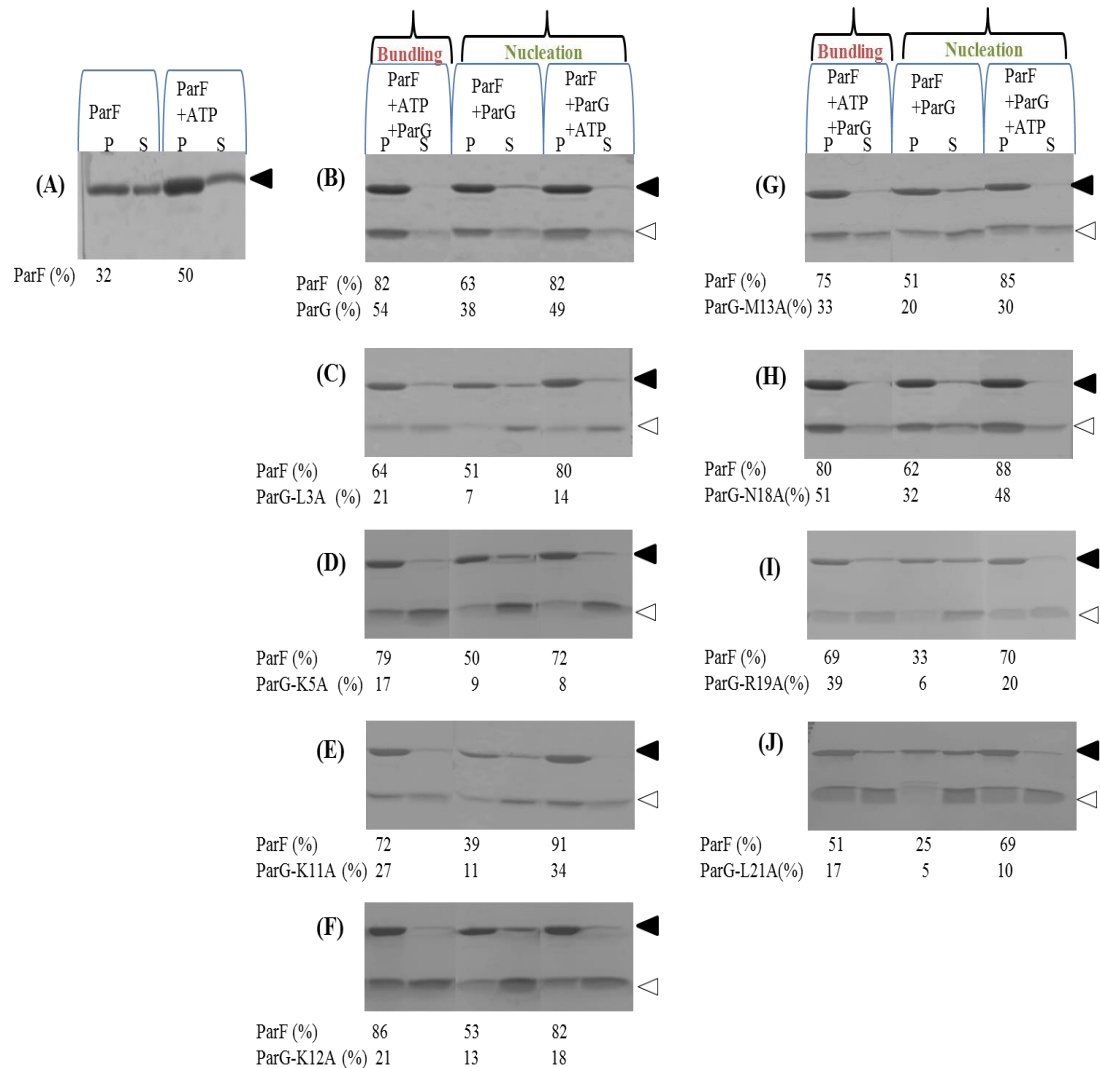 ParF
ParF
+ATP
P S P S
(A)
ParF (%) 32 50
Bundling Nucleation
ParF
+ATP
+ParG
ParF
+ParG
ParF
+ParG
+ATP
P S P S P S
(B)
ParF (%) 82 63 82
ParG (%) 54 38 49
(C)
ParF (%) 64 51 80
ParG-L3A (%) 21 7 14
(D)
ParF (%) 79 50 72
ParG-K5A (%) 17 9 8
(E)
ParF (%) 72 39 91
ParG-K11A (%) 27 11 34
(F)
ParF (%) 86 53 82
ParG-K12A (%) 21 13 18
Bundling Nucleation
ParF
+ATP
+ParG
ParF
+ParG
ParF
+ParG
+ATP
P S P S P S
(G)
ParF (%) 75 51 85
ParG-M13A(%) 33 20 30
(H)
ParF (%) 80 62 88
ParG-N18A(%) 51 32 48
(I)
ParF (%) 69 33 70
ParG-R19A(%) 39 6 20
(J)
ParF (%) 51 25 69
ParG-L21A(%) 17 5 10